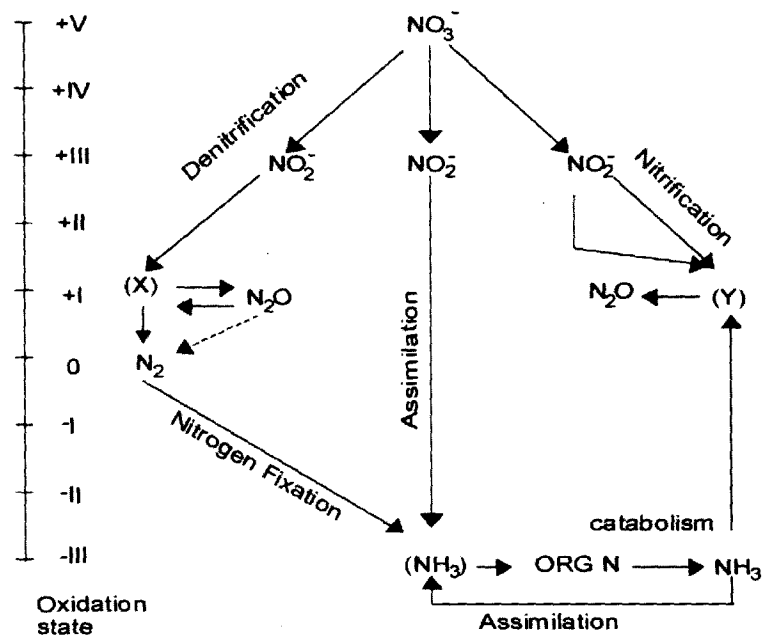 +V
NO₃⁻
+IV
Denitrification
+III
NO₂⁻
NO₂⁻
NO₂⁻
Nitrification
+II
(X)
+I
N₂O
N₂O
(Y)
Assimilation
0
N₂
-I
Nitrogen Fixation
-II
catabolism
-III
(NH₃)
ORG N
NH₃
Oxidation
state
Assimilation